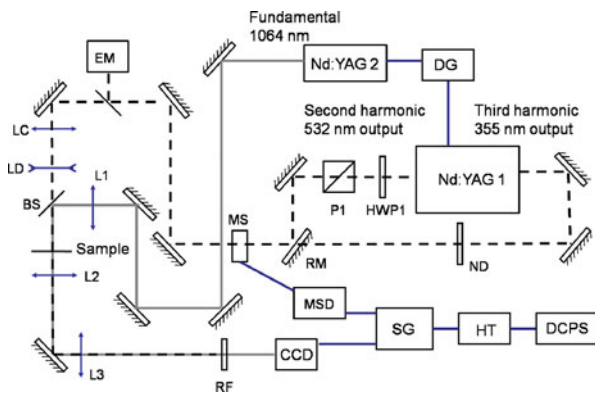 Fundamental
1064 nm
EM
Nd:YAG 2
DG
Second harmonic
532 nm output
Third harmonic
355 nm output
LC
LD
L1
BS
P1
HWP1
Nd:YAG 1
MS
Sample
RM
ND
L2
MSD
SG
HT
DCPS
CCD
L3
RF